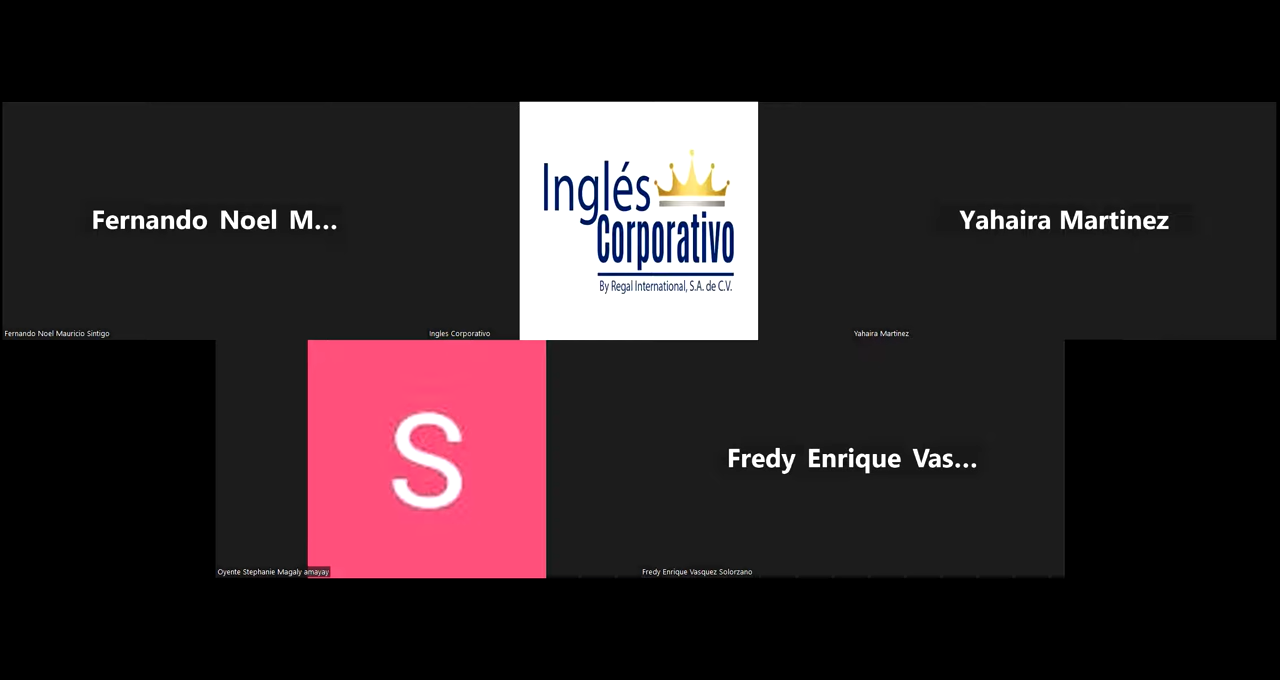 Fernando Noel M...
Inglés
Corporativo
By Regal International, S.A. de C.V.
Yahaira Martinez
Fernando Noel Mauricio Sintigo
Ingles Corporativo
Yahaira Martinez
S
Fredy Enrique Vas...
Oyente Stephanie Magaly amayay
Fredy Enrique Vasquez Solorzano